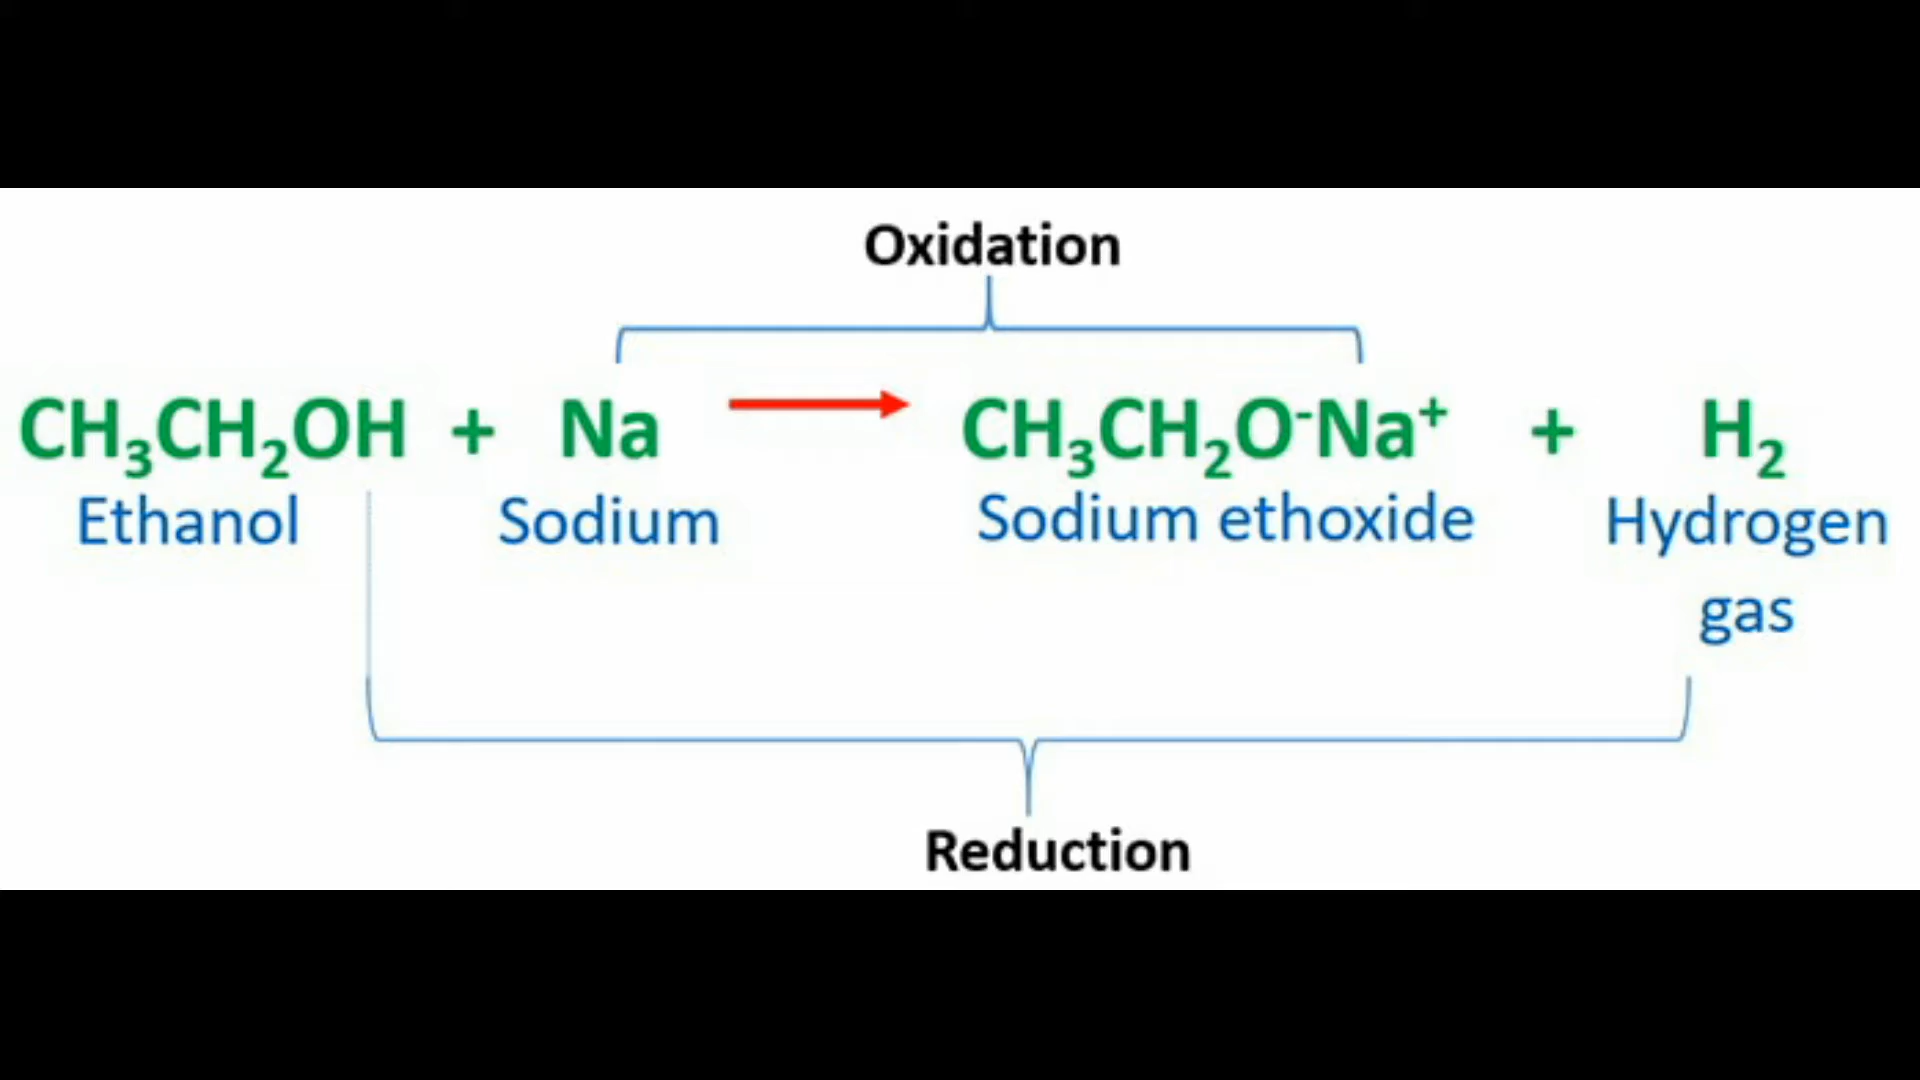 Oxidation
CH₃CH₂OH + Na → CH₃CH₂O⁻Na⁺ + H₂
Ethanol Sodium Sodium ethoxide Hydrogen
gas
Reduction